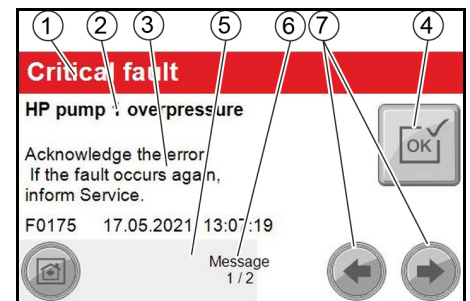 1 2 3 5 6 7 4
Critical fault
HP pump 1 overpressure
OK
Acknowledge the error
If the fault occurs again,
inform Service.
F0175 17.05.2021 13:07:19
Message
1 / 2